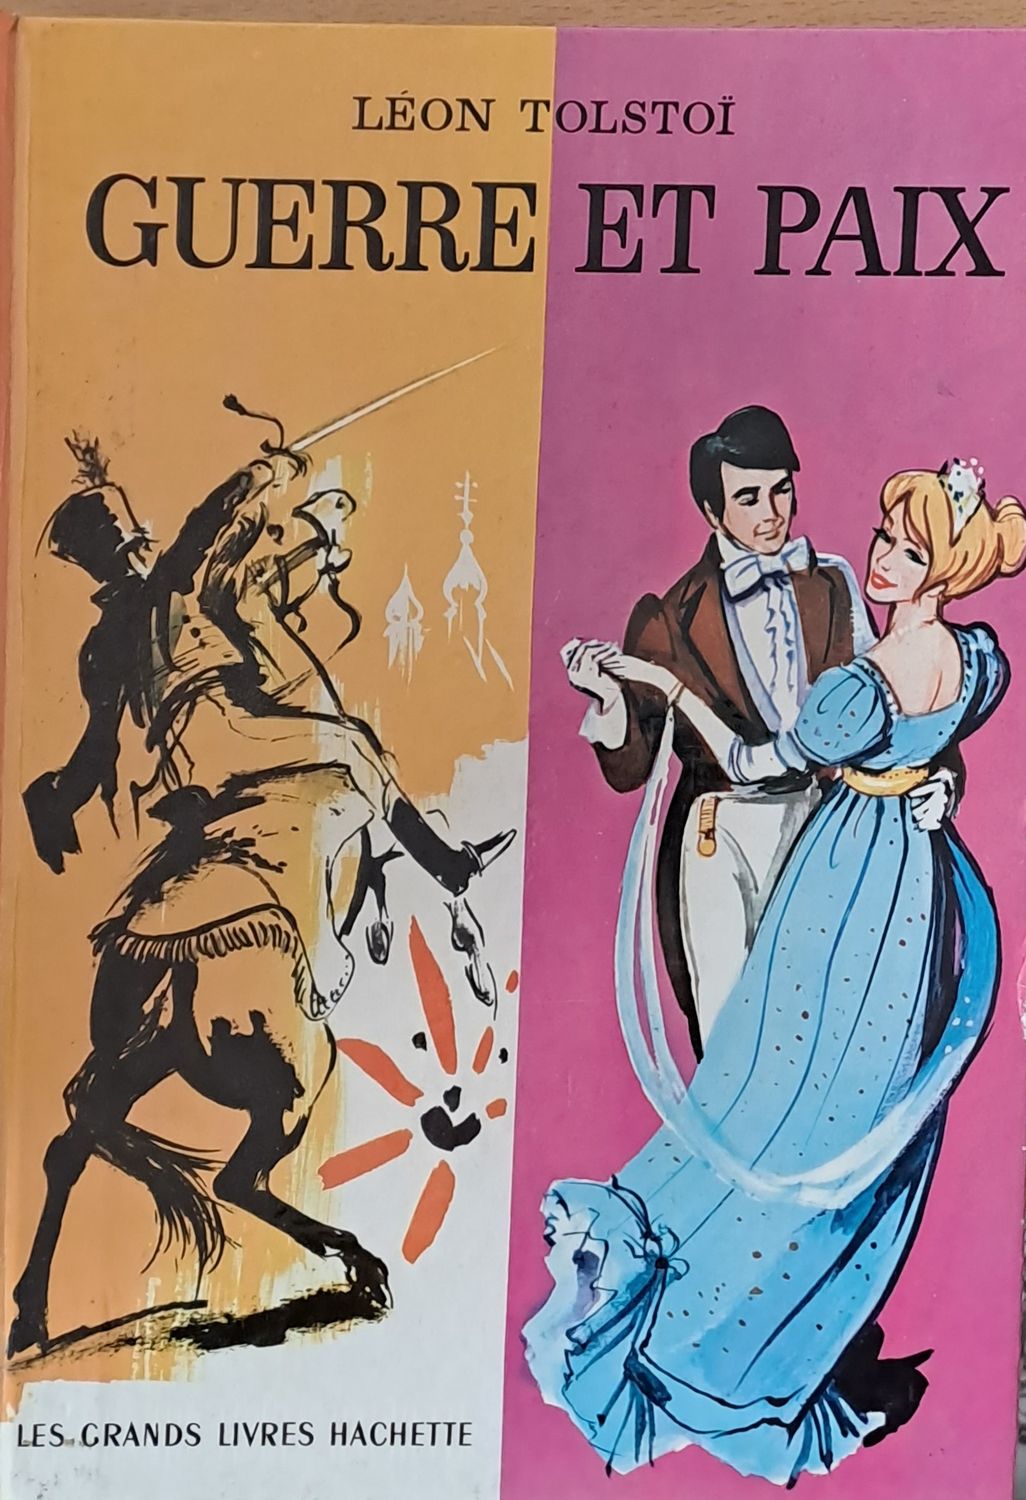 LÉON TOLSTOÏ
GUERRE ET PAIX
LES GRANDS LIVRES HACHETTE